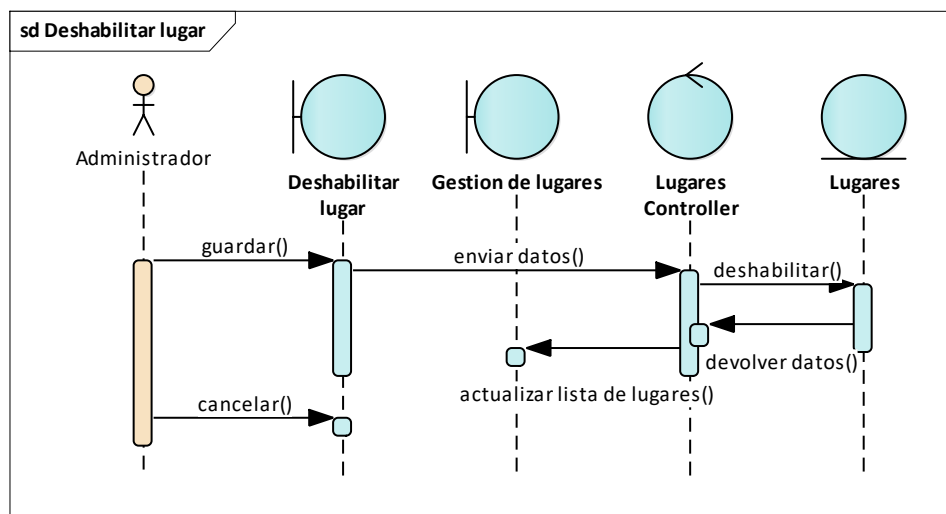 sd Deshabilitar lugar
Administrador
Deshabilitar
lugar
Gestion de lugares
Lugares
Controller
Lugares
guardar()
enviar datos()
deshabilitar()
devolver datos()
actualizar lista de lugares()
cancelar()